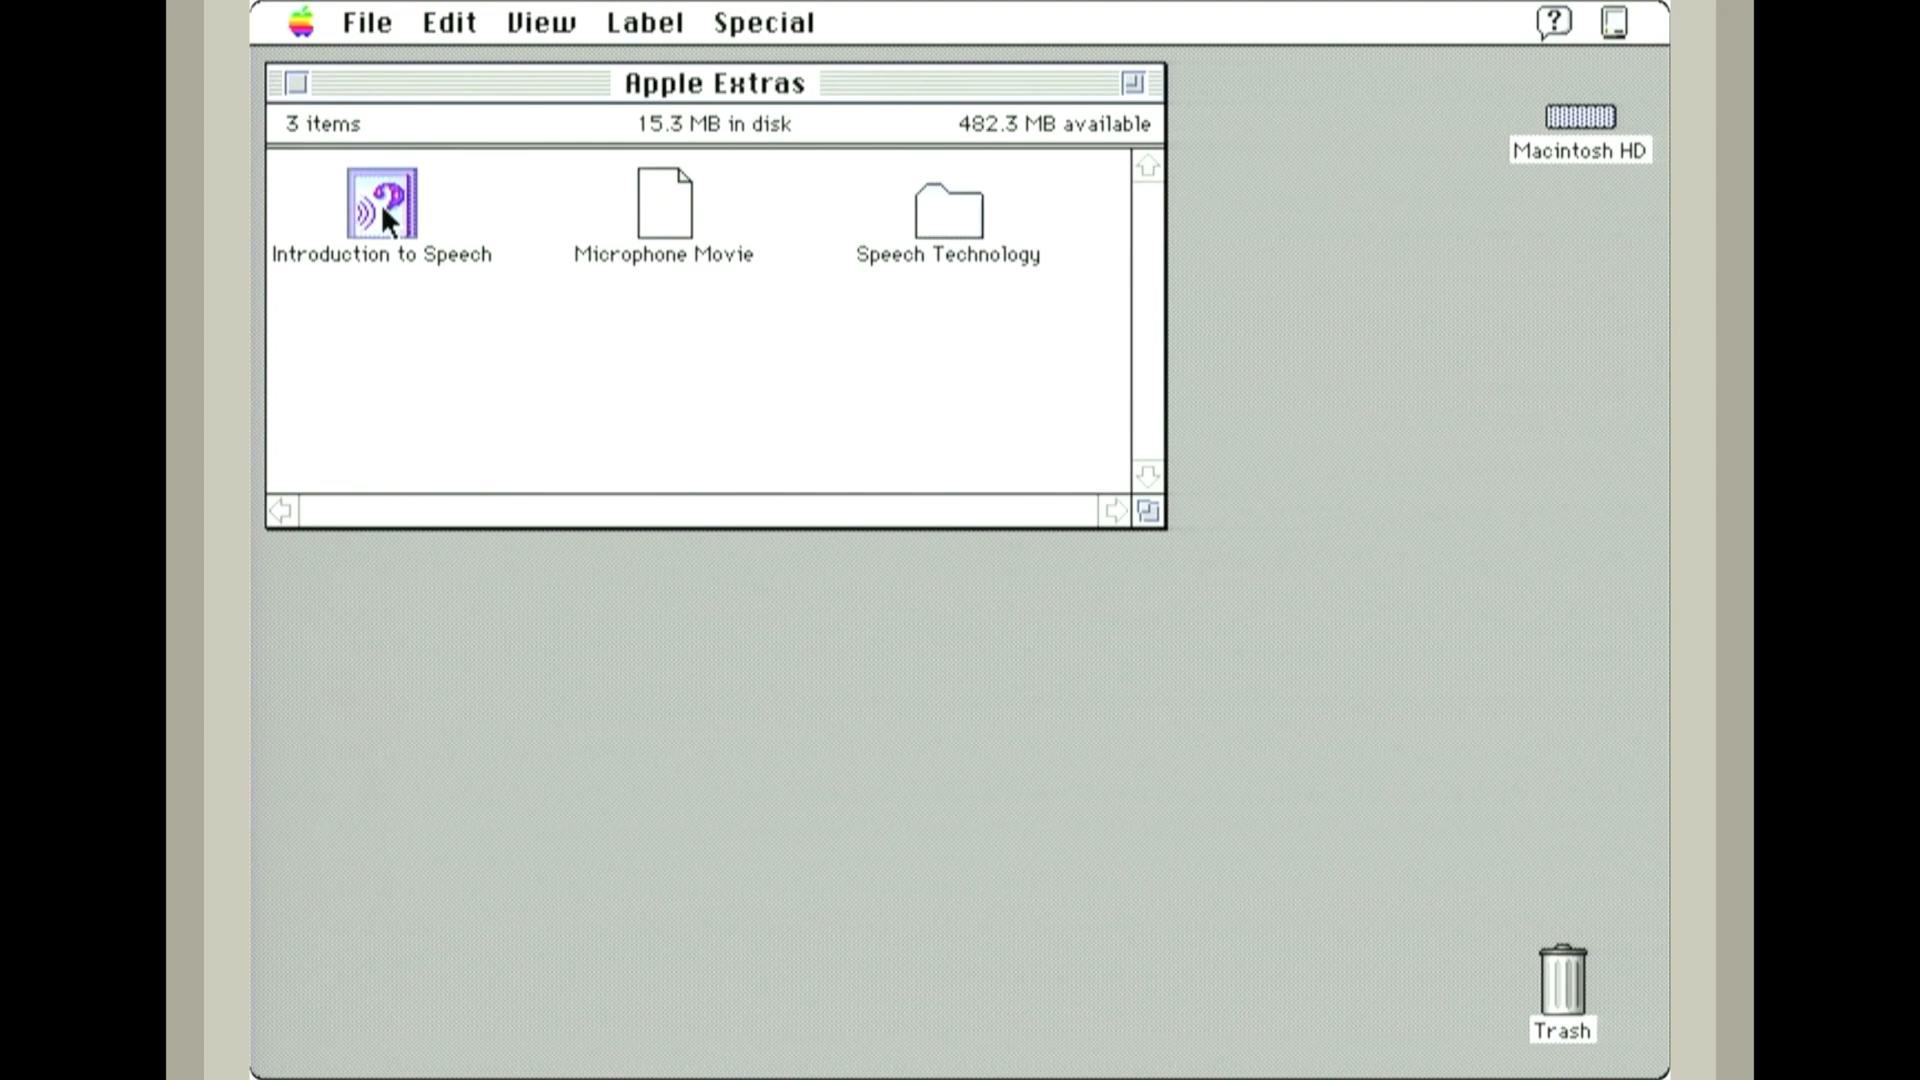 File Edit View Label Special
Apple Extras
3 items 15.3 MB in disk 482.3 MB available
Macintosh HD
Introduction to Speech Microphone Movie Speech Technology
Trash